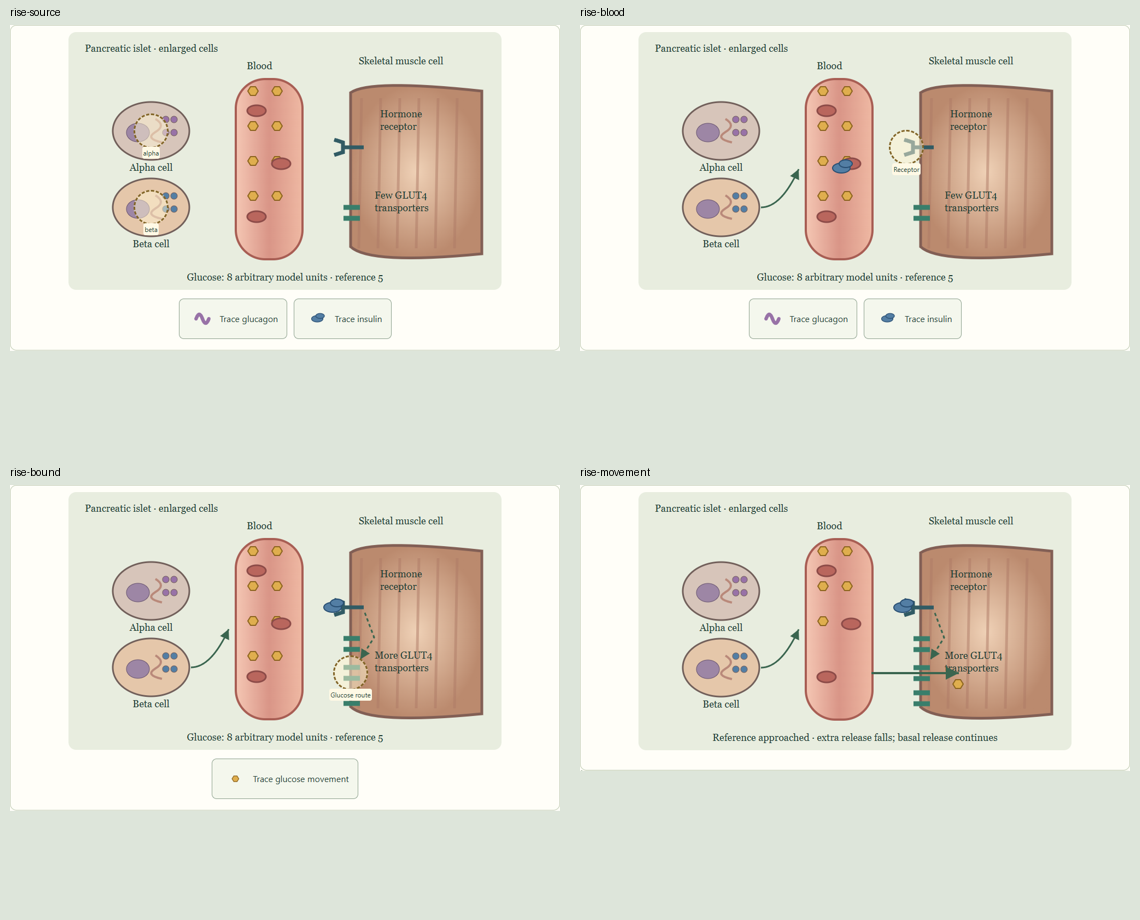 rise-source
Pancreatic islet · enlarged cells
Blood
Skeletal muscle cell
Hormone
receptor
alpha
Alpha cell
Few GLUT4
transporters
beta
Beta cell
Glucose: 8 arbitrary model units · reference 5
Trace glucagon
Trace insulin
rise-blood
Pancreatic islet · enlarged cells
Blood
Skeletal muscle cell
Hormone
receptor
Receptor
Alpha cell
Few GLUT4
transporters
Beta cell
Glucose: 8 arbitrary model units · reference 5
Trace glucagon
Trace insulin
rise-bound
Pancreatic islet · enlarged cells
Blood
Skeletal muscle cell
Hormone
receptor
Alpha cell
More GLUT4
transporters
Glucose route
Beta cell
Glucose: 8 arbitrary model units · reference 5
Trace glucose movement
rise-movement
Pancreatic islet · enlarged cells
Blood
Skeletal muscle cell
Hormone
receptor
Alpha cell
More GLUT4
transporters
Beta cell
Reference approached · extra release falls; basal release continues